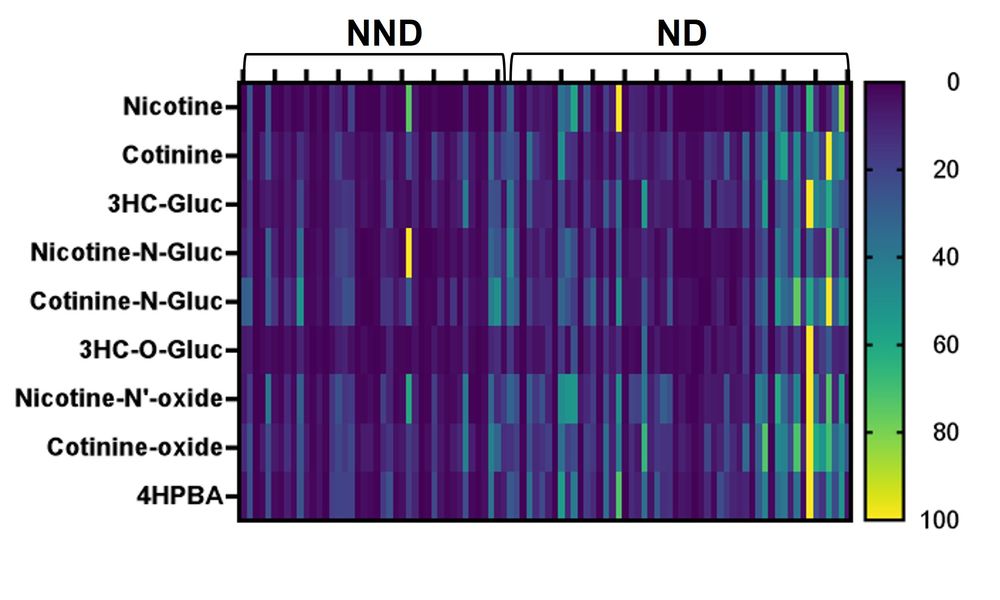 NND ND
Nicotine
Cotinine
3HC-Gluc
Nicotine-N-Gluc
Cotinine-N-Gluc
3HC-O-Gluc
Nicotine-N'-oxide
Cotinine-oxide
4HPBA
0
20
40
60
80
100